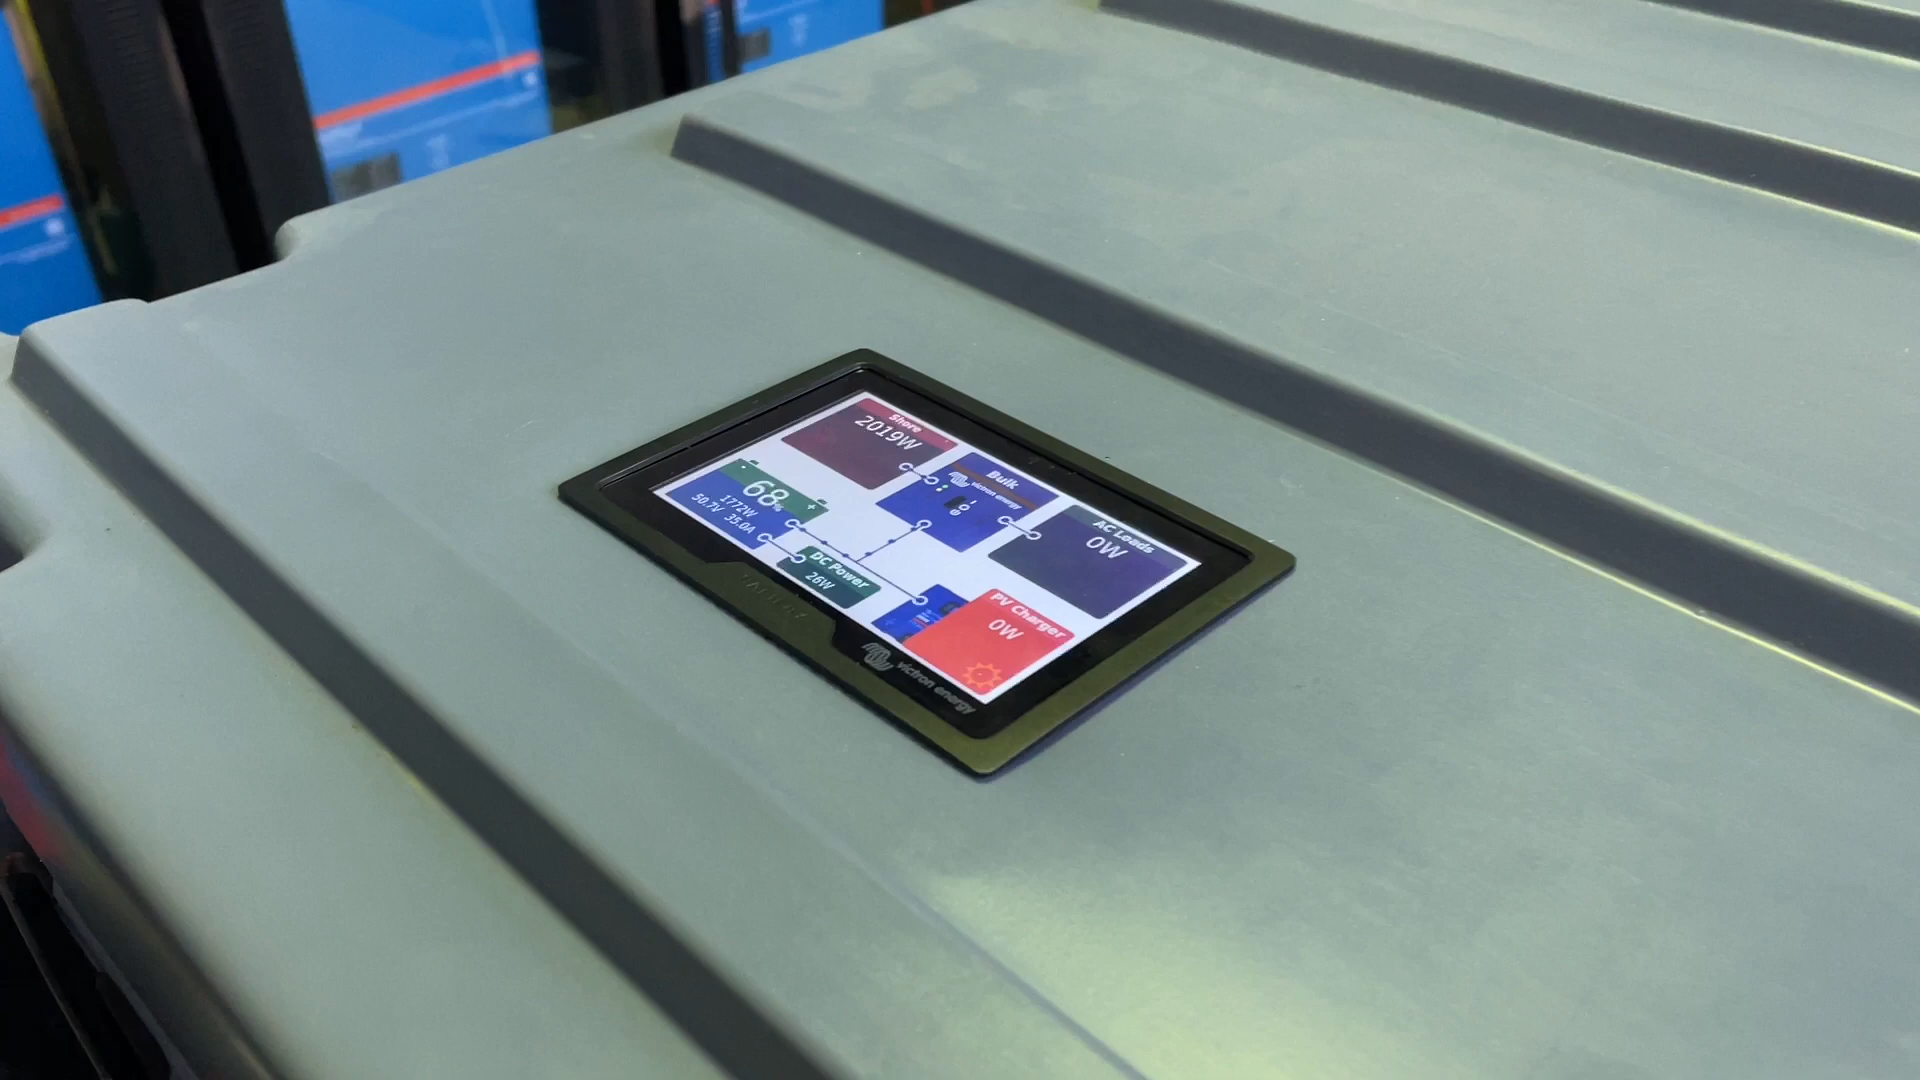 Shore
2019W
Bulk
victron energy
68%
1772W
50.7V 35.0A
AC Loads
0W
DC Power
26W
PV Charger
0W
victron energy